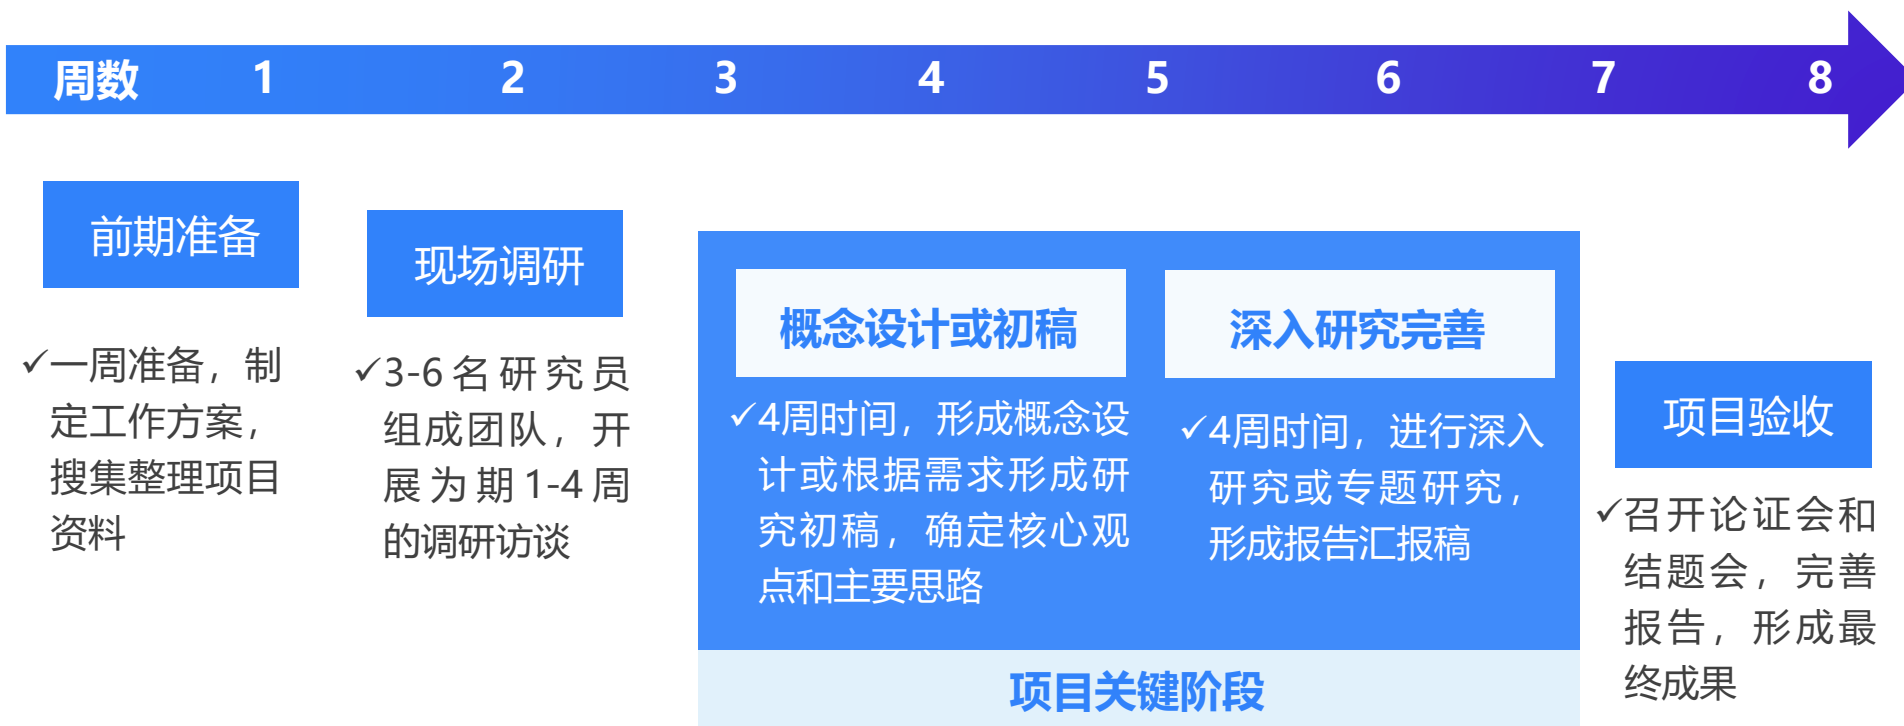 周数 1 2 3 4 5 6 7 8
前期准备
✓一周准备，制
定工作方案，
搜集整理项目
资料
现场调研
✓3-6名研究员
组成团队，开
展为期1-4周
的调研访谈
概念设计或初稿
✓4周时间，形成概念设
计或根据需求形成研
究初稿，确定核心观
点和主要思路
深入研究完善
✓4周时间，进行深入
研究或专题研究，
形成报告汇报稿
项目关键阶段
项目验收
✓召开论证会和
结题会，完善
报告，形成最
终成果